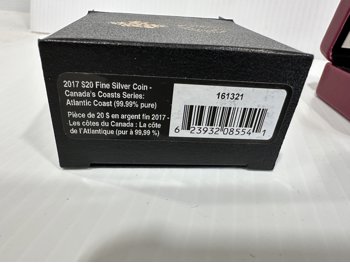 2017 $20 Fine Silver Coin -
Canada's Coasts Series:
Atlantic Coast (99.99% pure)
Pièce de 20 $ en argent fin 2017 -
Les côtes du Canada : La côte
de l'Atlantique (pur à 99,99 %)
161321
6 23932 08554 1